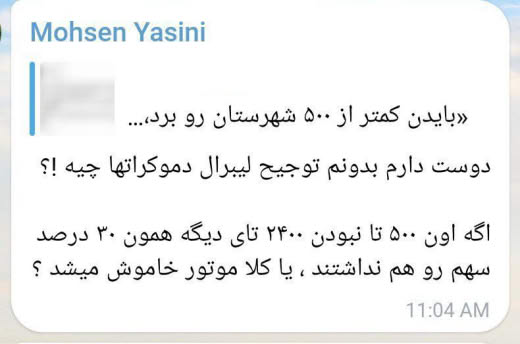 Mohsen Yasini
«بایدن کمتر از ۵۰۰ شهرستان رو برد،...
دوست دارم بدونم توجیح لیبرال دموکراتها چیه !؟
اگه اون ۵۰۰ تا نبودن ۲۴۰۰ تای دیگه همون ۳۰ درصد
سهم رو هم نداشتند ، یا کلا موتور خاموش میشد ؟
11:04 AM